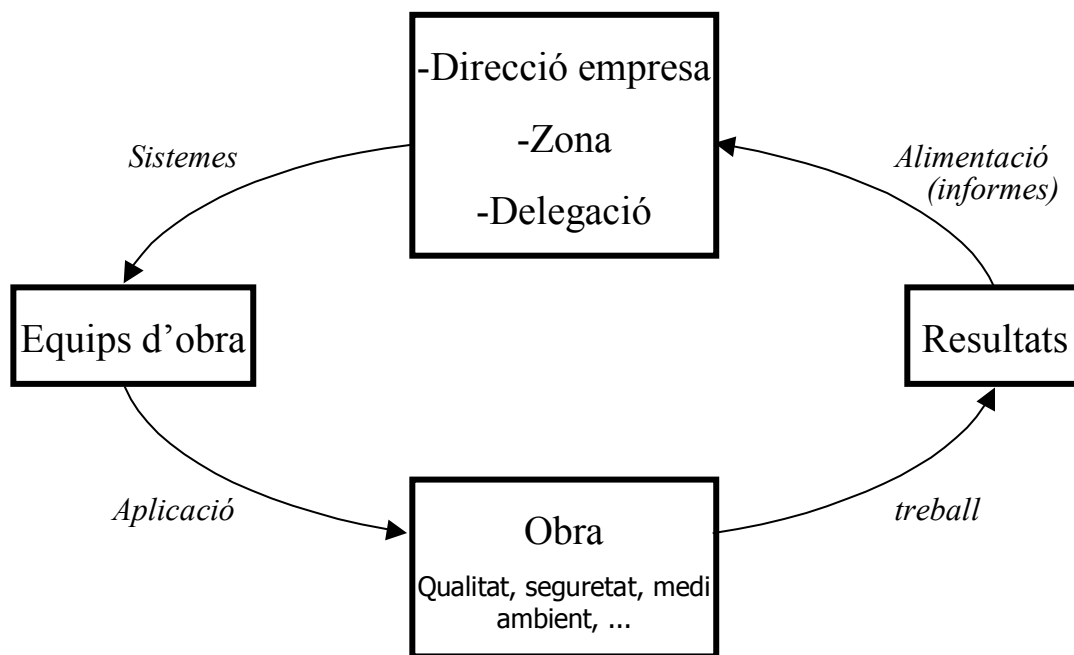 -Direcció empresa
-Zona
-Delegació
Sistemes
Alimentació
(informes)
Equips d’obra
Resultats
Aplicació
treball
Obra
Qualitat, seguretat, medi
ambient, ...